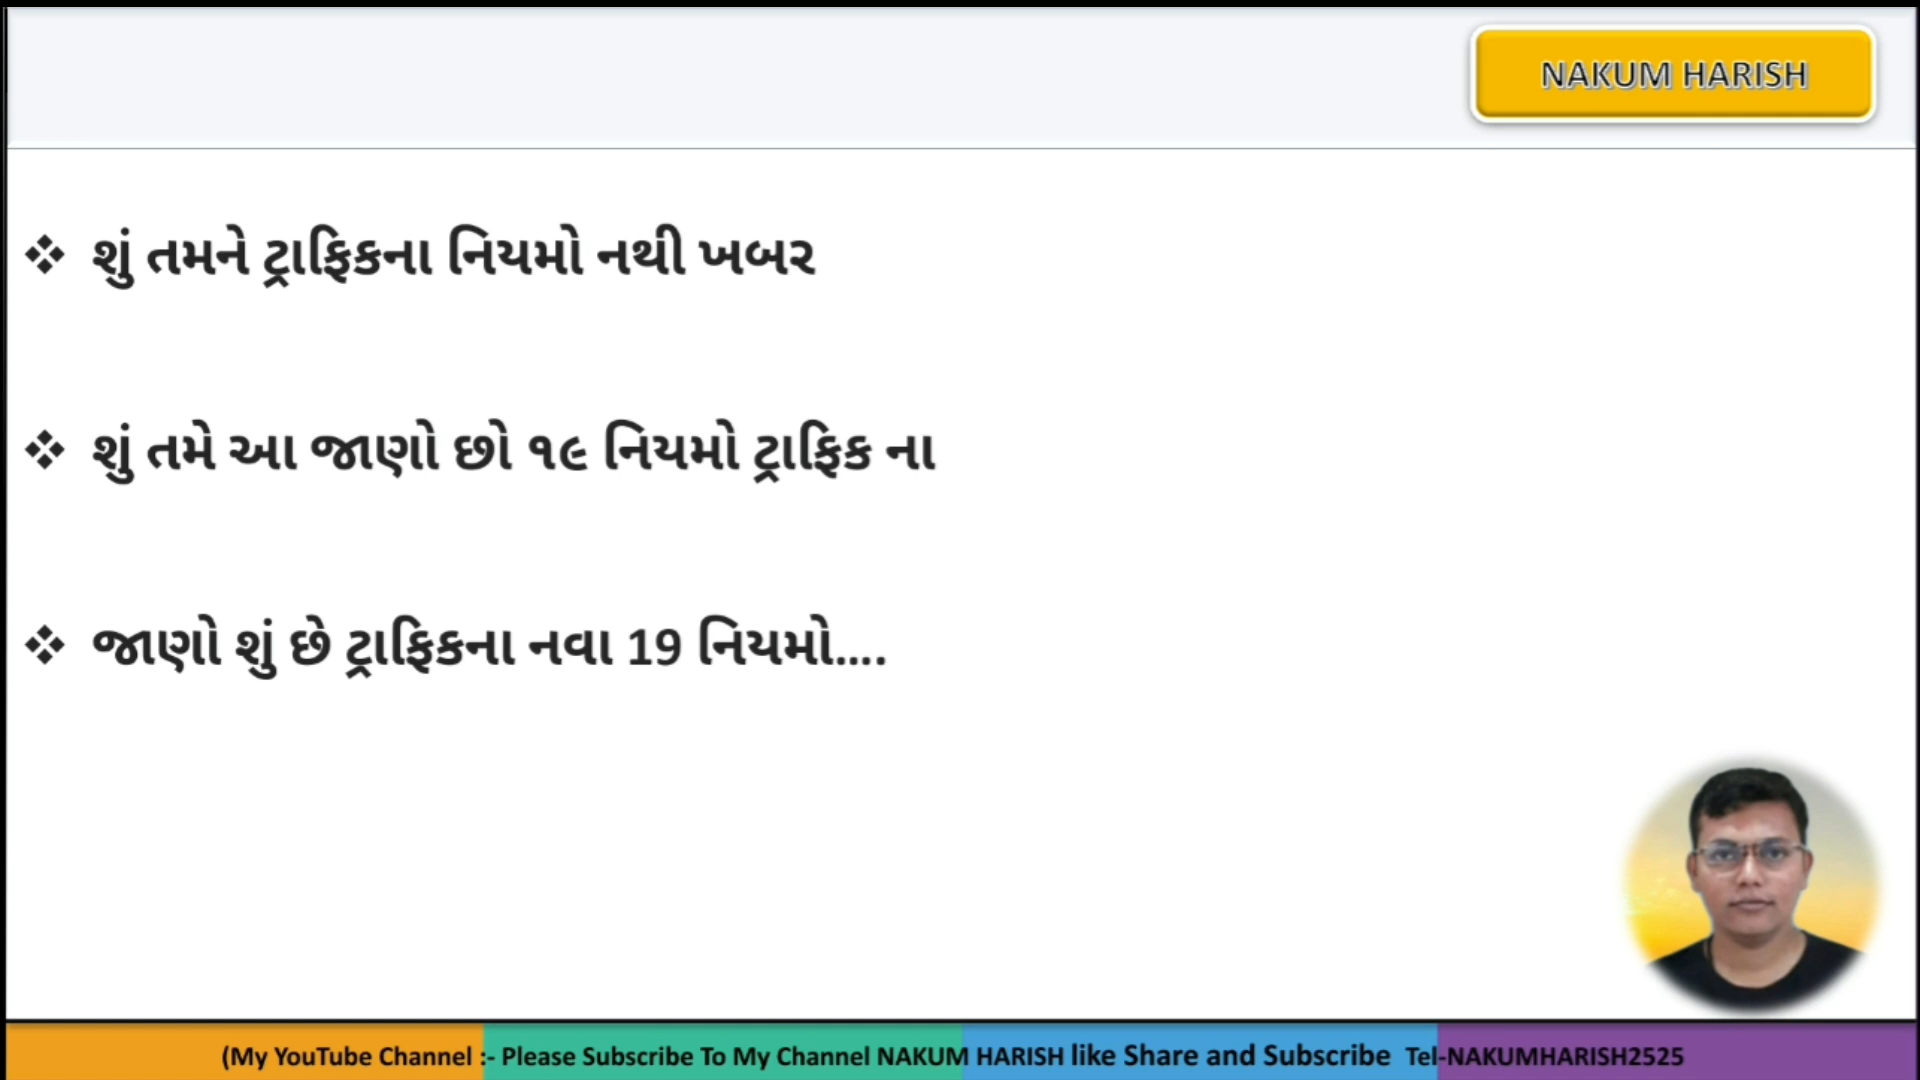 NAKUM HARISH
❖ શું તમને ટ્રાફિકના નિયમો નથી ખબર
❖ શું તમે આ જાણો છો ૧૯ નિયમો ટ્રાફિક ના
❖ જાણો શું છે ટ્રાફિકના નવા 19 નિયમો....
(My YouTube Channel :- Please Subscribe To My Channel NAKUM HARISH like Share and Subscribe Tel-NAKUMHARISH2525